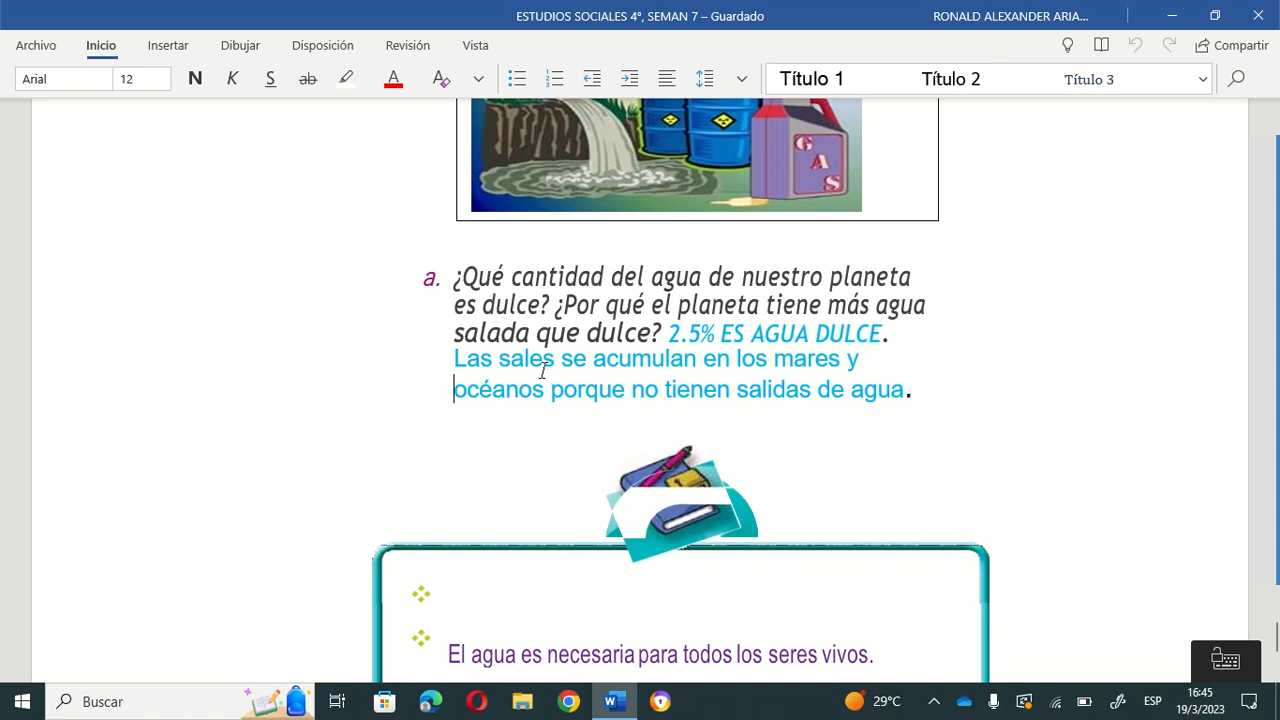 ESTUDIOS SOCIALES 4º, SEMAN 7 – Guardado
RONALD ALEXANDER ARIA...
Archivo Inicio Insertar Dibujar Disposición Revisión Vista
Compartir
Arial 12 N K S ab A A Título 1 Título 2 Título 3
GAS
a. ¿Qué cantidad del agua de nuestro planeta
es dulce? ¿Por qué el planeta tiene más agua
salada que dulce? 2.5% ES AGUA DULCE.
Las sales se acumulan en los mares y
océanos porque no tienen salidas de agua.
El agua es necesaria para todos los seres vivos.
Buscar
29°C
ESP
16:45
19/3/2023